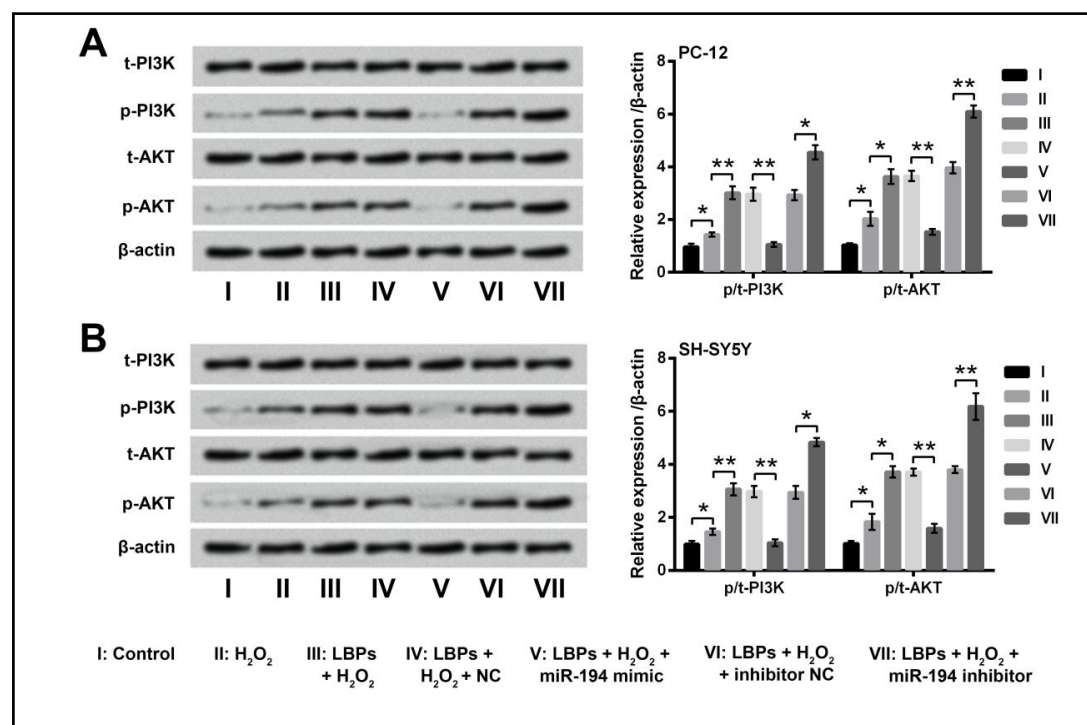 A
t-PI3K
p-PI3K
t-AKT
p-AKT
β-actin
I II III IV V VI VII
PC-12
Relative expression /β-actin
8
6
4
2
0
* ** ** * * * ** **
p/t-PI3K p/t-AKT
I
II
III
IV
V
VI
VII
B
t-PI3K
p-PI3K
t-AKT
p-AKT
β-actin
I II III IV V VI VII
SH-SY5Y
Relative expression /β-actin
8
6
4
2
0
* ** ** * * * ** **
p/t-PI3K p/t-AKT
I
II
III
IV
V
VI
VII
I: Control
II: H₂O₂
III: LBPs
+ H₂O₂
IV: LBPs +
H₂O₂ + NC
V: LBPs + H₂O₂ +
miR-194 mimic
VI: LBPs + H₂O₂
+ inhibitor NC
VII: LBPs + H₂O₂ +
miR-194 inhibitor